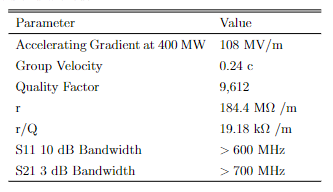 Parameter Value
Accelerating Gradient at 400 MW 108 MV/m
Group Velocity 0.24 c
Quality Factor 9,612
r 184.4 MΩ /m
r/Q 19.18 kΩ /m
S11 10 dB Bandwidth > 600 MHz
S21 3 dB Bandwidth > 700 MHz